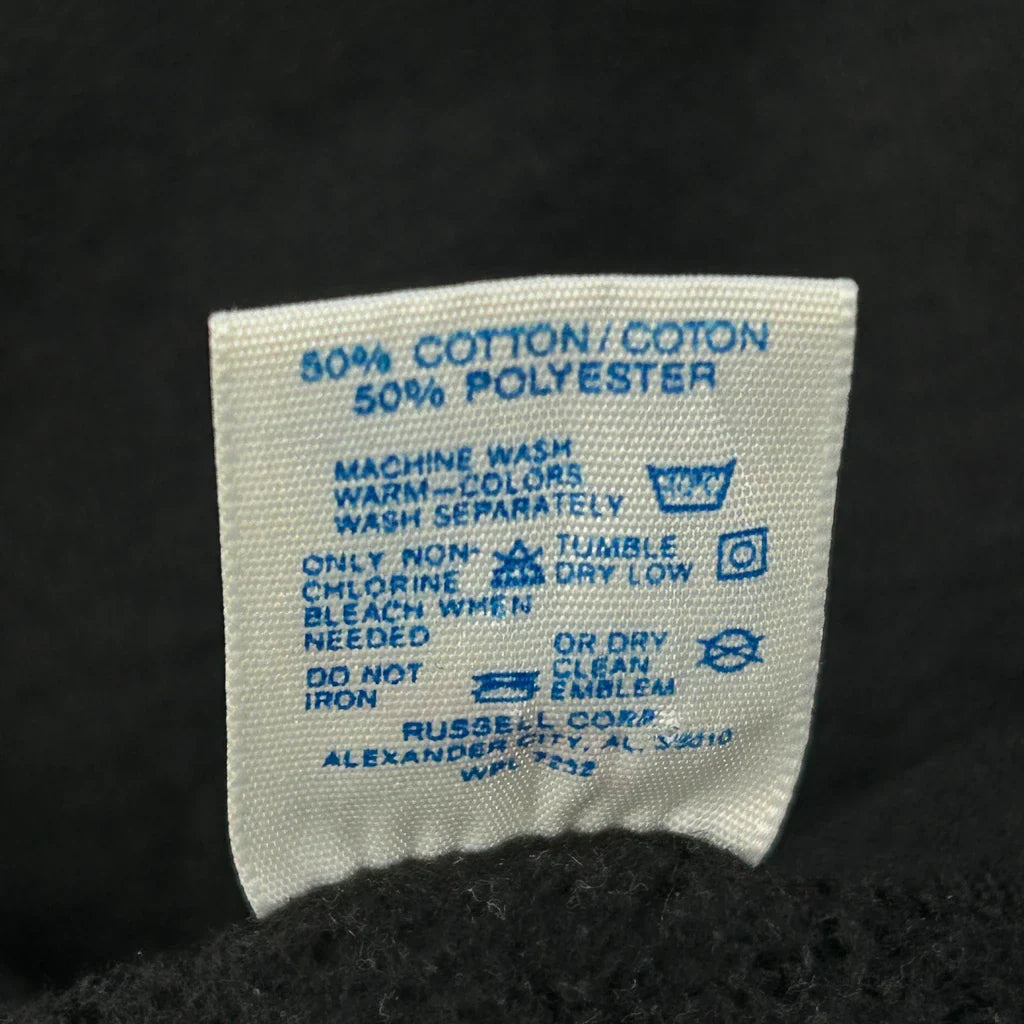 50% COTTON / COTON
50% POLYESTER
MACHINE WASH
WARM—COLORS
WASH SEPARATELY
ONLY NON-
CHLORINE
BLEACH WHEN
NEEDED
TUMBLE
DRY LOW
DO NOT
IRON
OR DRY
CLEAN
EMBLEM
RUSSELL CORP.
ALEXANDER CITY, AL.
WPL